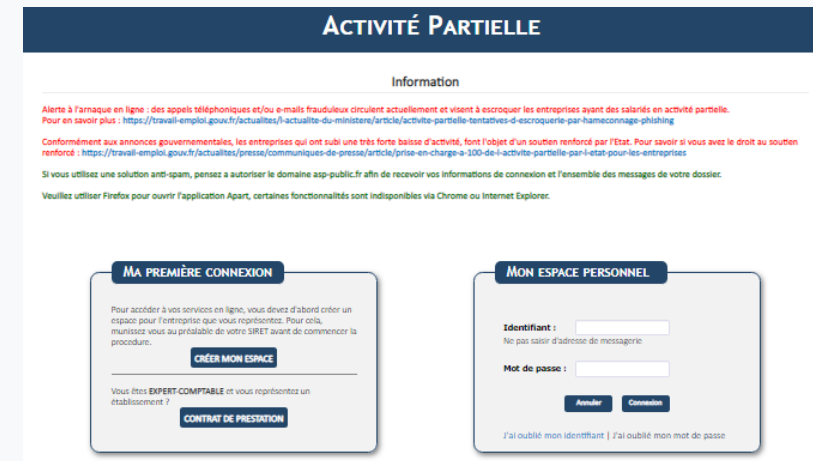 ACTIVITÉ PARTIELLE
Information
Alerte à l'arnaque en ligne : des appels téléphoniques et/ou e-mails frauduleux circulent actuellement et visent à escroquer les entreprises ayant des salariés en activité partielle.
Pour en savoir plus : https://travail-emploi.gouv.fr/actualites/l-actualite-du-ministere/article/activite-partielle-tentatives-d-escroquerie-par-hameconnage-phishing
Conformément aux annonces gouvernementales, les entreprises qui ont subi une très forte baisse d'activité, font l'objet d'un soutien renforcé par l'Etat. Pour savoir si vous avez le droit au soutien
renforcé : https://travail-emploi.gouv.fr/actualites/presse/communiques-de-presse/article/prise-en-charge-a-100-de-l-activite-partielle-par-l-etat-pour-les-entreprises
Si vous utilisez une solution anti-spam, pensez a autoriser le domaine asp-public.fr afin de recevoir vos informations de connexion et l'ensemble des messages de votre dossier.
Veuillez utiliser Firefox pour ouvrir l'application Apart, certaines fonctionnalités sont indisponibles via Chrome ou Internet Explorer.
MA PREMIÈRE CONNEXION
Pour accéder à vos services en ligne, vous devez d'abord créer un
espace pour l'entreprise que vous représentez. Pour cela,
munissez vous au préalable de votre SIRET avant de commencer la
procedure.
CRÉER MON ESPACE
Vous êtes EXPERT-COMPTABLE et vous représentez un
établissement ?
CONTRAT DE PRESTATION
MON ESPACE PERSONNEL
Identifiant :
Ne pas saisir d'adresse de messagerie
Mot de passe :
Annuler Connexion
J'ai oublié mon identifiant | J'ai oublié mon mot de passe